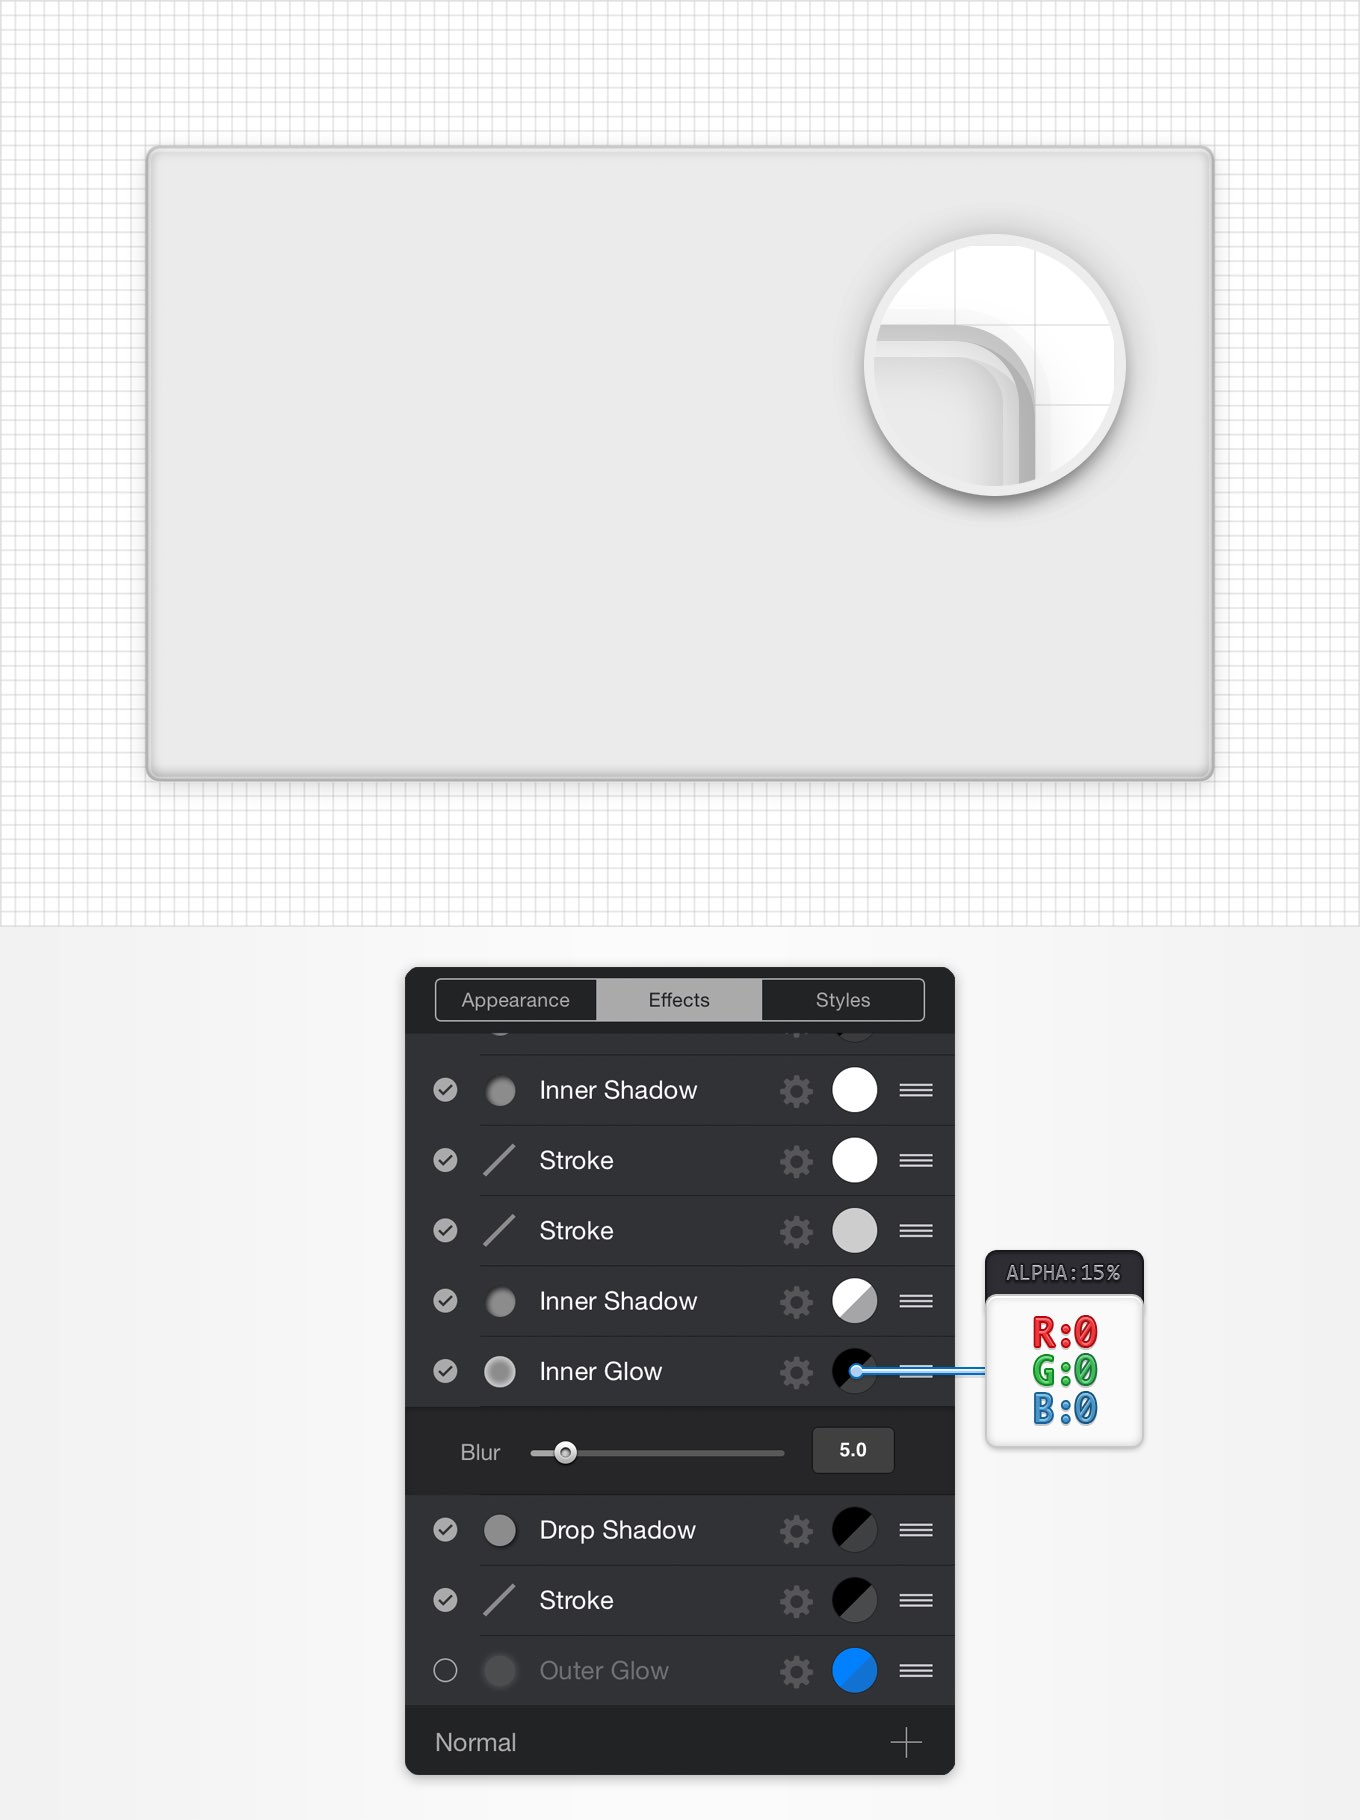 Appearance
Effects
Styles
Inner Shadow
Stroke
Stroke
Inner Shadow
Inner Glow
ALPHA:15%
R:0
G:0
B:0
Blur
5.0
Drop Shadow
Stroke
Outer Glow
Normal